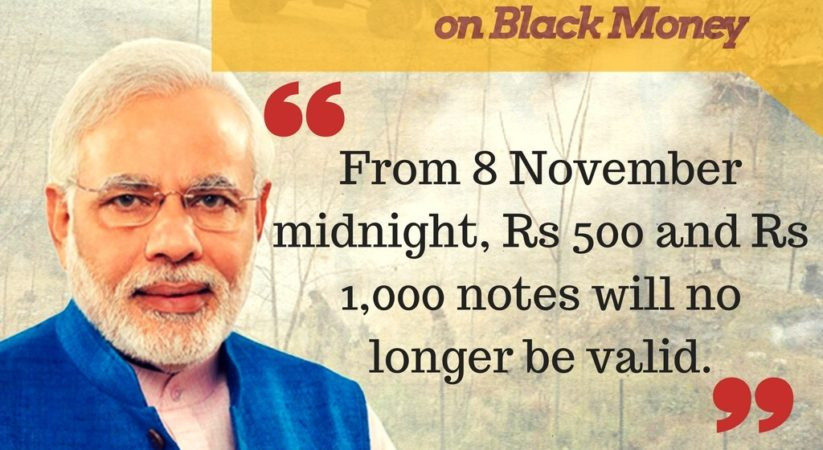 on Black Money
“
From 8 November
midnight, Rs 500 and Rs
1,000 notes will no
longer be valid.
”